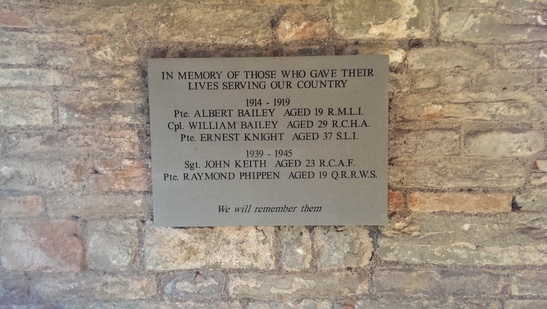 IN MEMORY OF THOSE WHO GAVE THEIR
LIVES SERVING OUR COUNTRY
1914 - 1919
Pte. ALBERT BAILEY AGED 19 R.M.L.I.
Cpl. WILLIAM BAILEY AGED 29 R.C.H.A.
Pte. ERNEST KNIGHT AGED 37 S.L.I.
1939 - 1945
Sgt. JOHN KEITH AGED 23 R.C.A.F.
Pte. RAYMOND PHIPPEN AGED 19 Q.R.R.W.S.
We will remember them